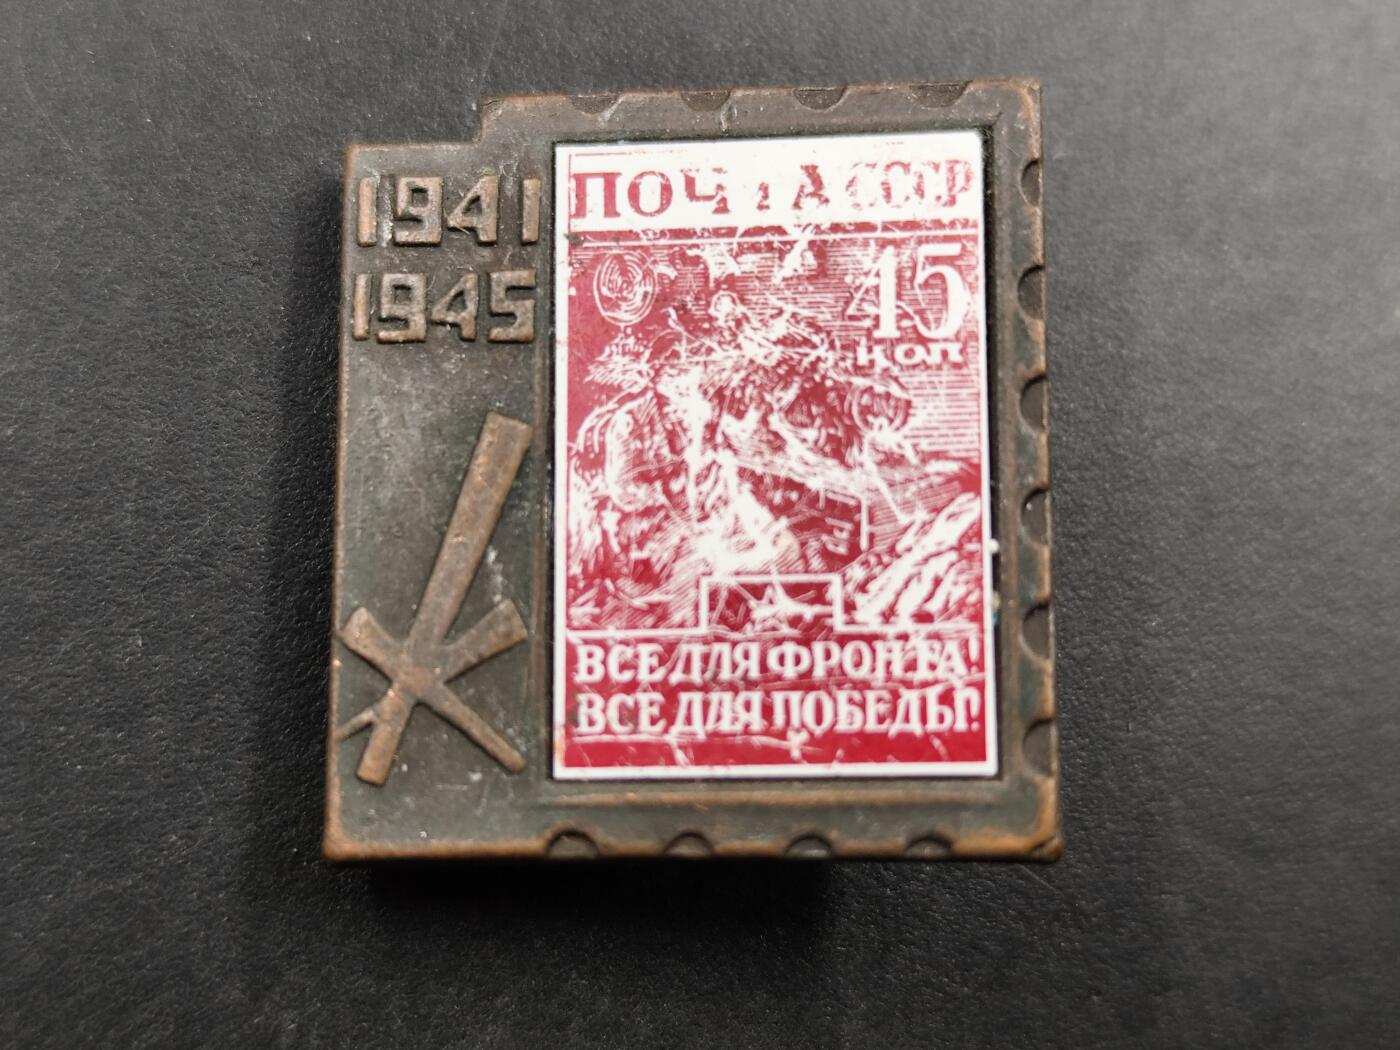 1941
1945
ПОЧТА СССР
45
коп
ВСЕ ДЛЯ ФРОНТА!
ВСЕ ДЛЯ ПОБЕДЫ!